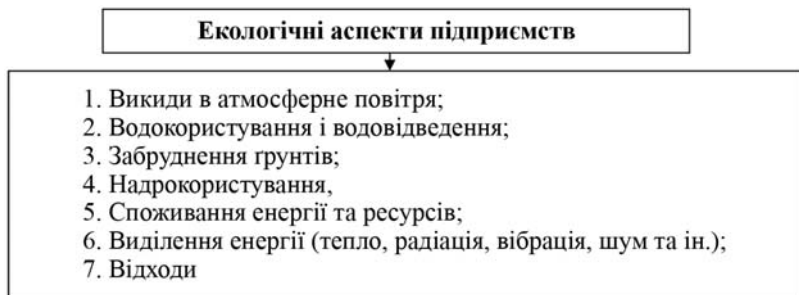 Екологічні аспекти підприємств
1. Викиди в атмосферне повітря;
2. Водокористування і водовідведення;
3. Забруднення ґрунтів;
4. Надрокористування,
5. Споживання енергії та ресурсів;
6. Виділення енергії (тепло, радіація, вібрація, шум та ін.);
7. Відходи